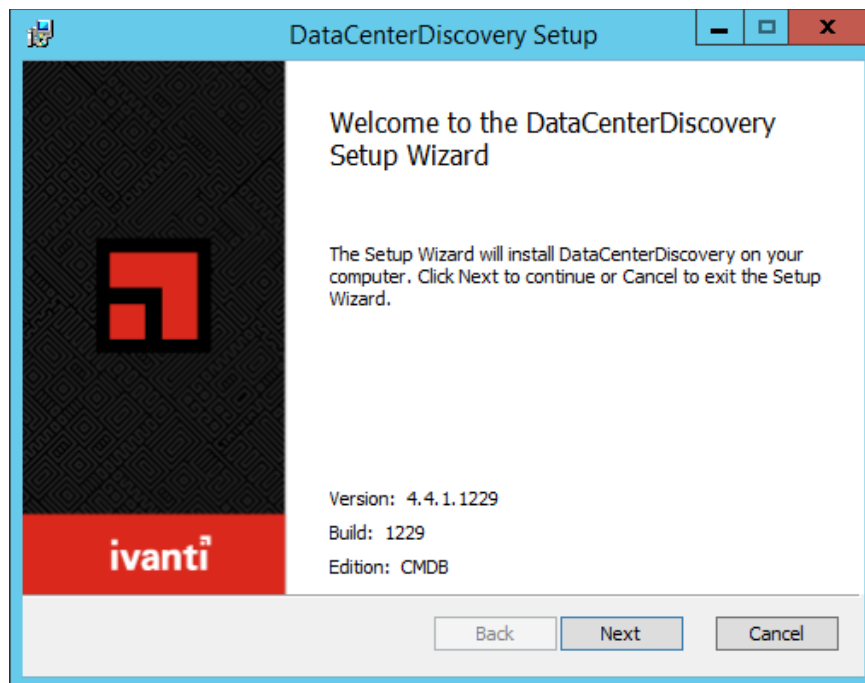 DataCenterDiscovery Setup
Welcome to the DataCenterDiscovery
Setup Wizard
The Setup Wizard will install DataCenterDiscovery on your
computer. Click Next to continue or Cancel to exit the Setup
Wizard.
Version: 4.4.1.1229
Build: 1229
Edition: CMDB
ivanti
Back
Next
Cancel